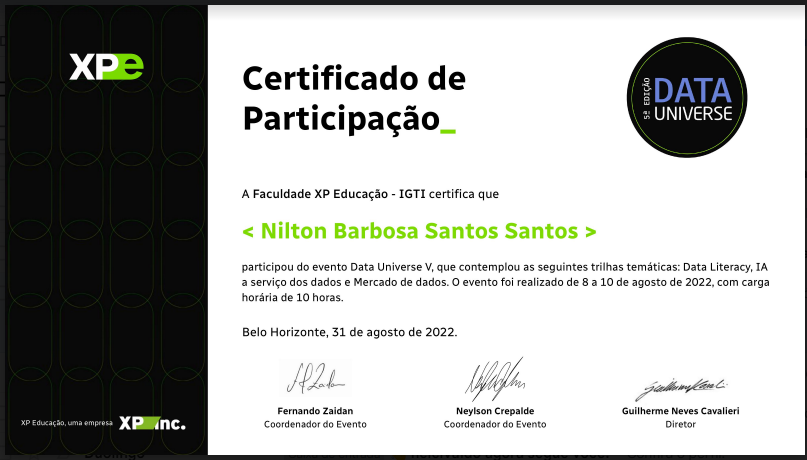 XPe
Certificado de
Participação_
5ª EDIÇÃO
DATA
UNIVERSE
A Faculdade XP Educação - IGTI certifica que
< Nilton Barbosa Santos Santos >
participou do evento Data Universe V, que contemplou as seguintes trilhas temáticas: Data Literacy, IA
a serviço dos dados e Mercado de dados. O evento foi realizado de 8 a 10 de agosto de 2022, com carga
horária de 10 horas.
Belo Horizonte, 31 de agosto de 2022.
Fernando Zaidan
Coordenador do Evento
Neylson Crepalde
Coordenador do Evento
Guilherme Neves Cavalieri
Diretor
XP Educação, uma empresa XP inc.